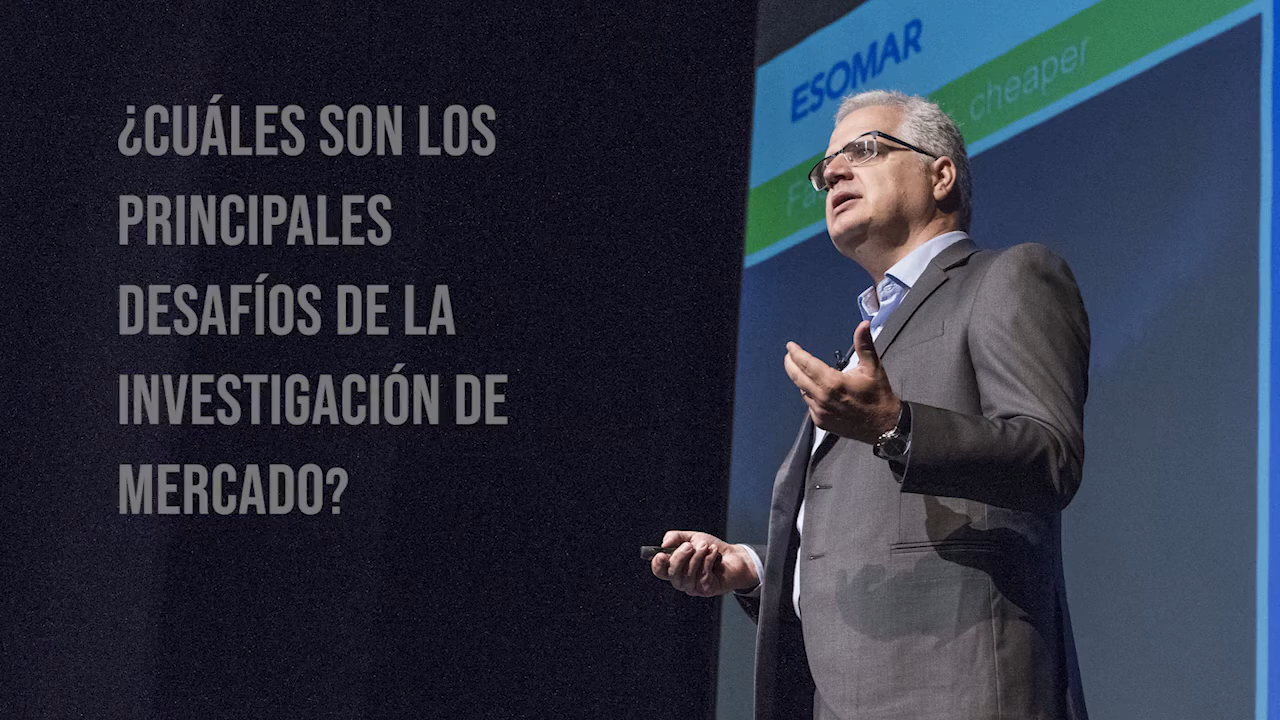 ¿CUÁLES SON LOS
PRINCIPALES
DESAFÍOS DE LA
INVESTIGACIÓN DE
MERCADO?
ESOMAR
cheaper